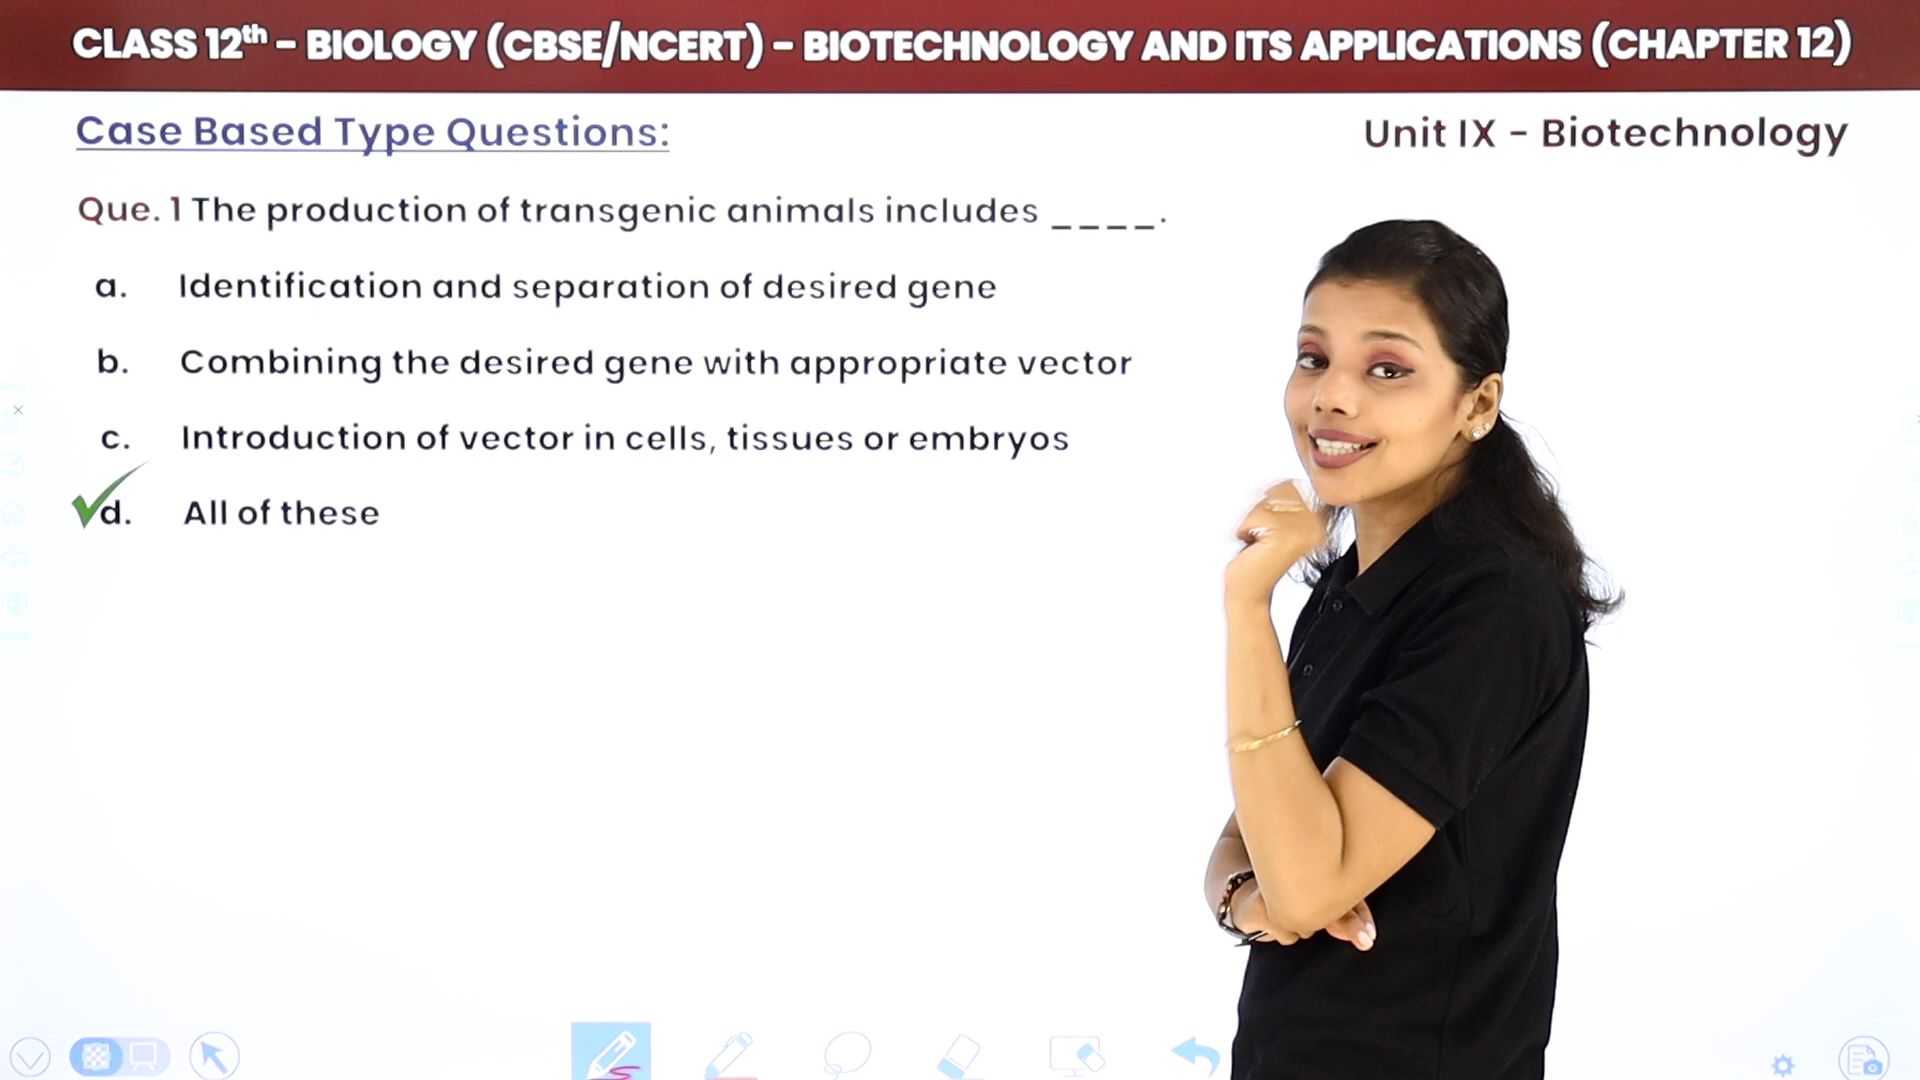 CLASS 12th - BIOLOGY (CBSE/NCERT) - BIOTECHNOLOGY AND ITS APPLICATIONS (CHAPTER 12)
Case Based Type Questions:
Unit IX - Biotechnology
Que. 1 The production of transgenic animals includes ____.
a. Identification and separation of desired gene
b. Combining the desired gene with appropriate vector
c. Introduction of vector in cells, tissues or embryos
d. All of these